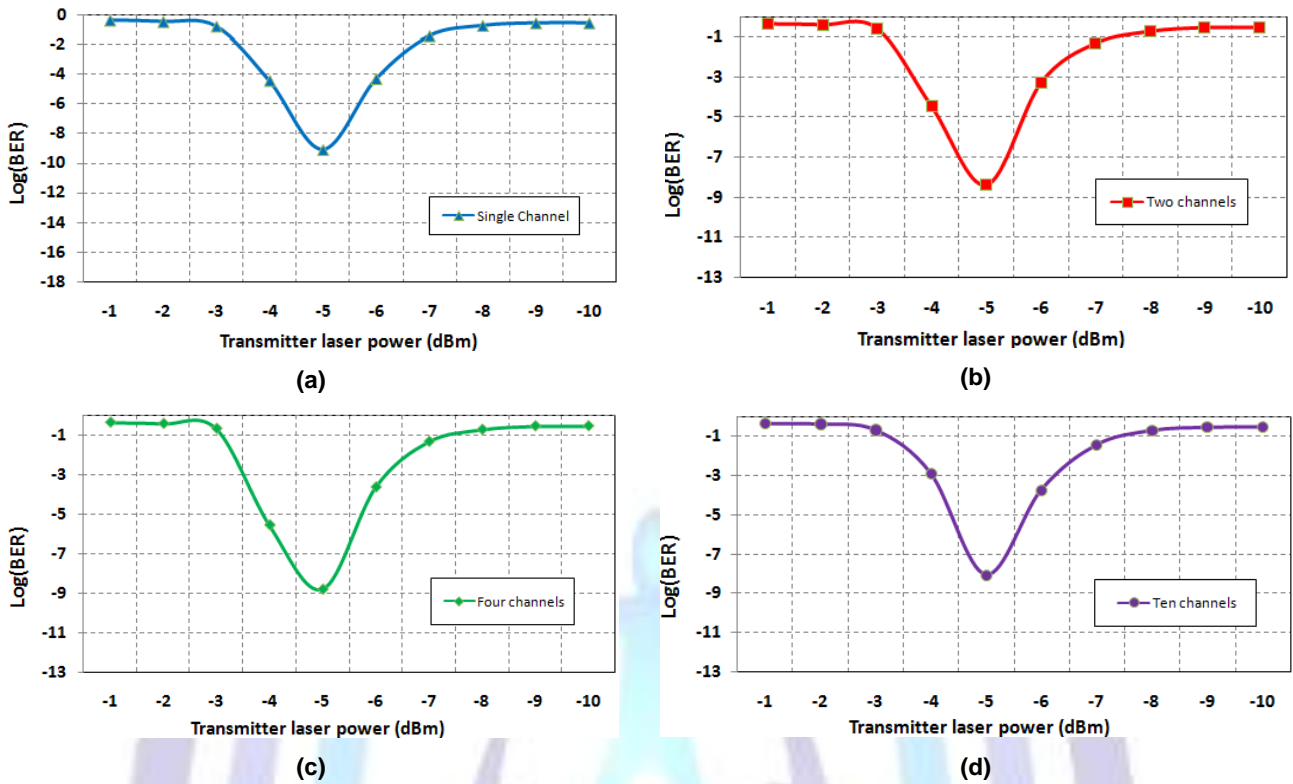 0
-2
-4
-6
-8
-10
-12
-14
-16
-18
Log(BER)
Single Channel
-1 -2 -3 -4 -5 -6 -7 -8 -9 -10
Transmitter laser power (dBm)
(a)
-1
-3
-5
-7
-9
-11
-13
Log(BER)
Two channels
-1 -2 -3 -4 -5 -6 -7 -8 -9 -10
Transmitter laser power (dBm)
(b)
-1
-3
-5
-7
-9
-11
-13
Log(BER)
Four channels
-1 -2 -3 -4 -5 -6 -7 -8 -9 -10
Transmitter laser power (dBm)
(c)
-1
-3
-5
-7
-9
-11
-13
Log(BER)
Ten channels
-1 -2 -3 -4 -5 -6 -7 -8 -9 -10
Transmitter laser power (dBm)
(d)